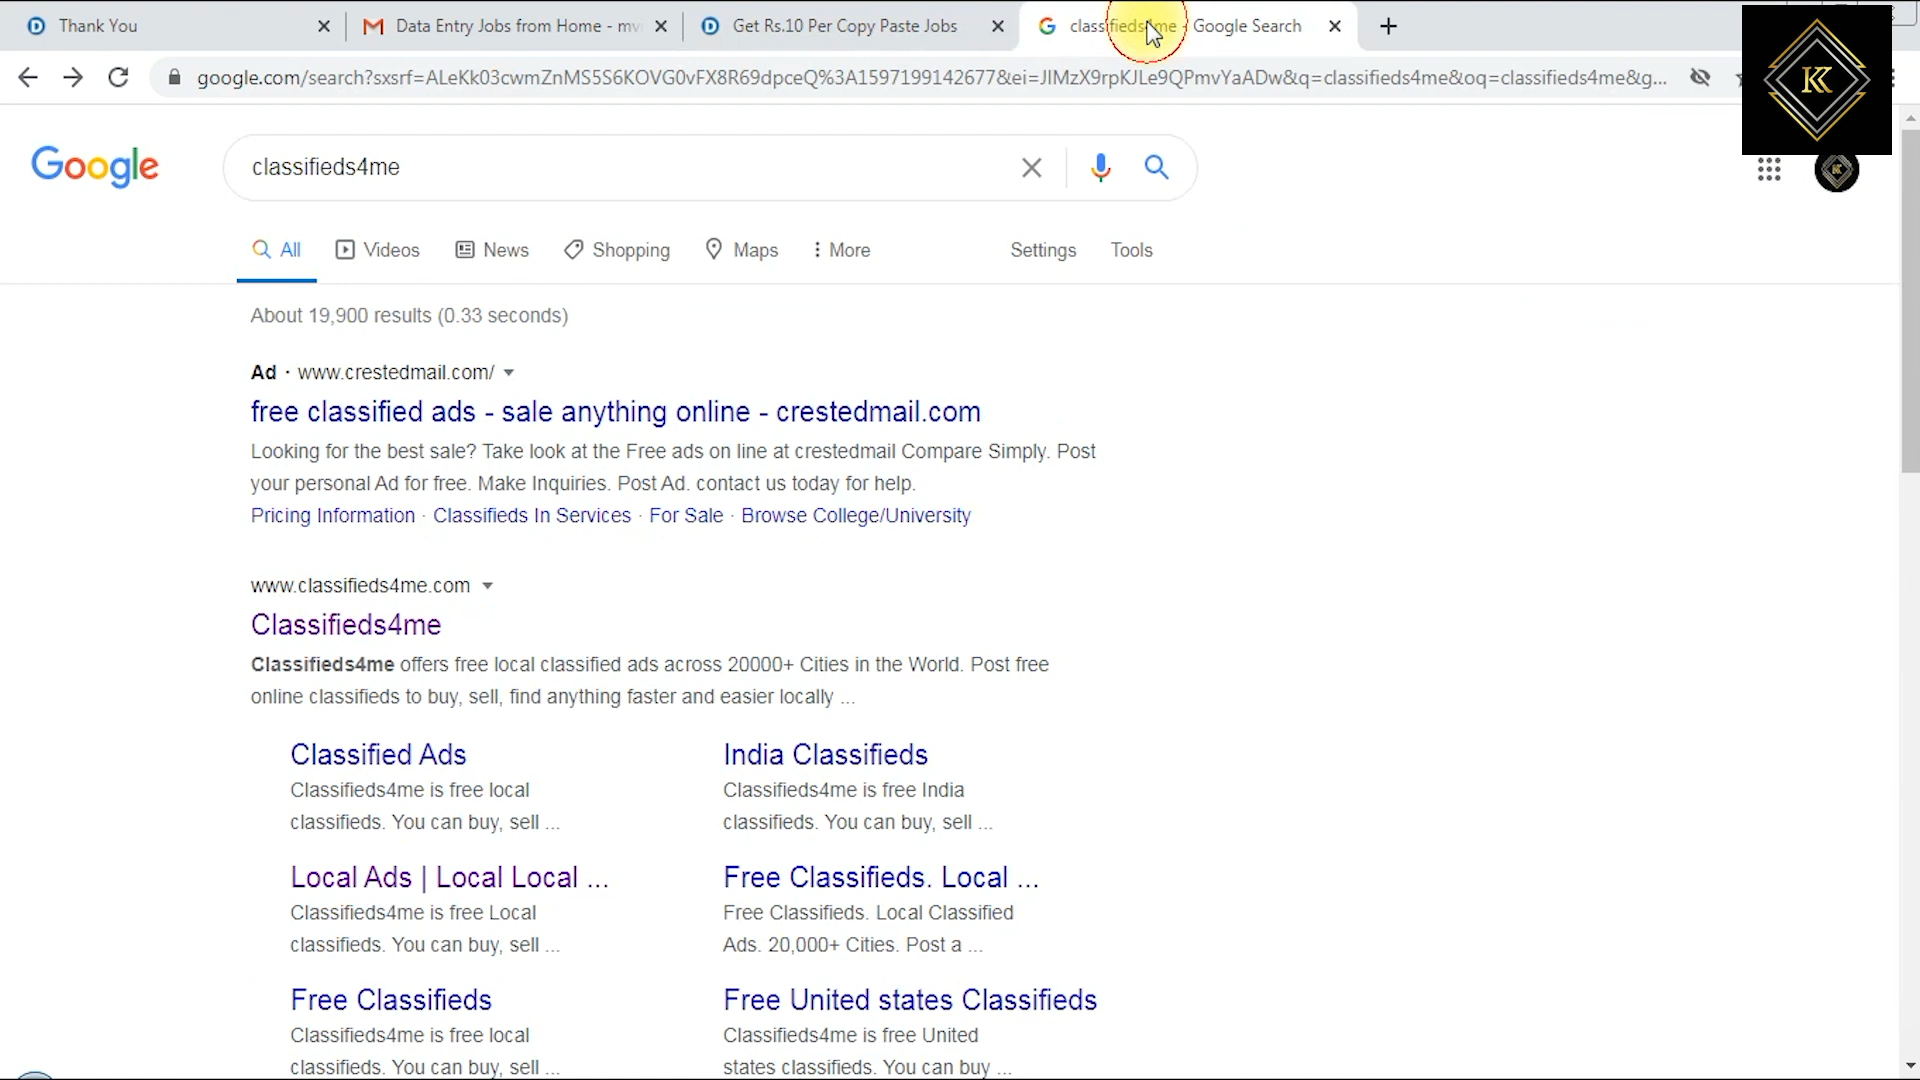 Thank You
Data Entry Jobs from Home - mv
Get Rs.10 Per Copy Paste Jobs
classifieds4me - Google Search
google.com/search?sxsrf=ALeKk03cwmZnMS5S6KOVG0vFX8R69dpceQ%3A1597199142677&ei=JIMzX9rpKJLe9QPmvYaADw&q=classifieds4me&oq=classifieds4me&g...
K
Google
classifieds4me
All
Videos
News
Shopping
Maps
More
Settings
Tools
About 19,900 results (0.33 seconds)
Ad · www.crestedmail.com/
free classified ads - sale anything online - crestedmail.com
Looking for the best sale? Take look at the Free ads on line at crestedmail Compare Simply. Post
your personal Ad for free. Make Inquiries. Post Ad. contact us today for help.
Pricing Information · Classifieds In Services · For Sale · Browse College/University
www.classifieds4me.com
Classifieds4me
Classifieds4me offers free local classified ads across 20000+ Cities in the World. Post free
online classifieds to buy, sell, find anything faster and easier locally ...
Classified Ads
Classifieds4me is free local
classifieds. You can buy, sell ...
India Classifieds
Classifieds4me is free India
classifieds. You can buy, sell ...
Local Ads | Local Local ...
Classifieds4me is free Local
classifieds. You can buy, sell ...
Free Classifieds. Local ...
Free Classifieds. Local Classified
Ads. 20,000+ Cities. Post a ...
Free Classifieds
Classifieds4me is free local
classifieds. You can buy, sell ...
Free United states Classifieds
Classifieds4me is free United
states classifieds. You can buy ...